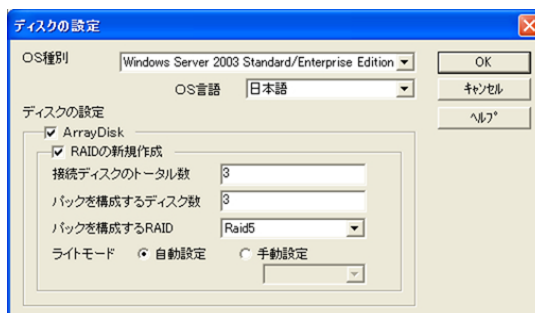 ディスクの設定
OS種別 Windows Server 2003 Standard/Enterprise Edition OK
OS言語 日本語 キャンセル
ディスクの設定 ヘルプ
ArrayDisk
RAIDの新規作成
接続ディスクのトータル数 3
パックを構成するディスク数 3
パックを構成するRAID Raid5
ライトモード 自動設定 手動設定